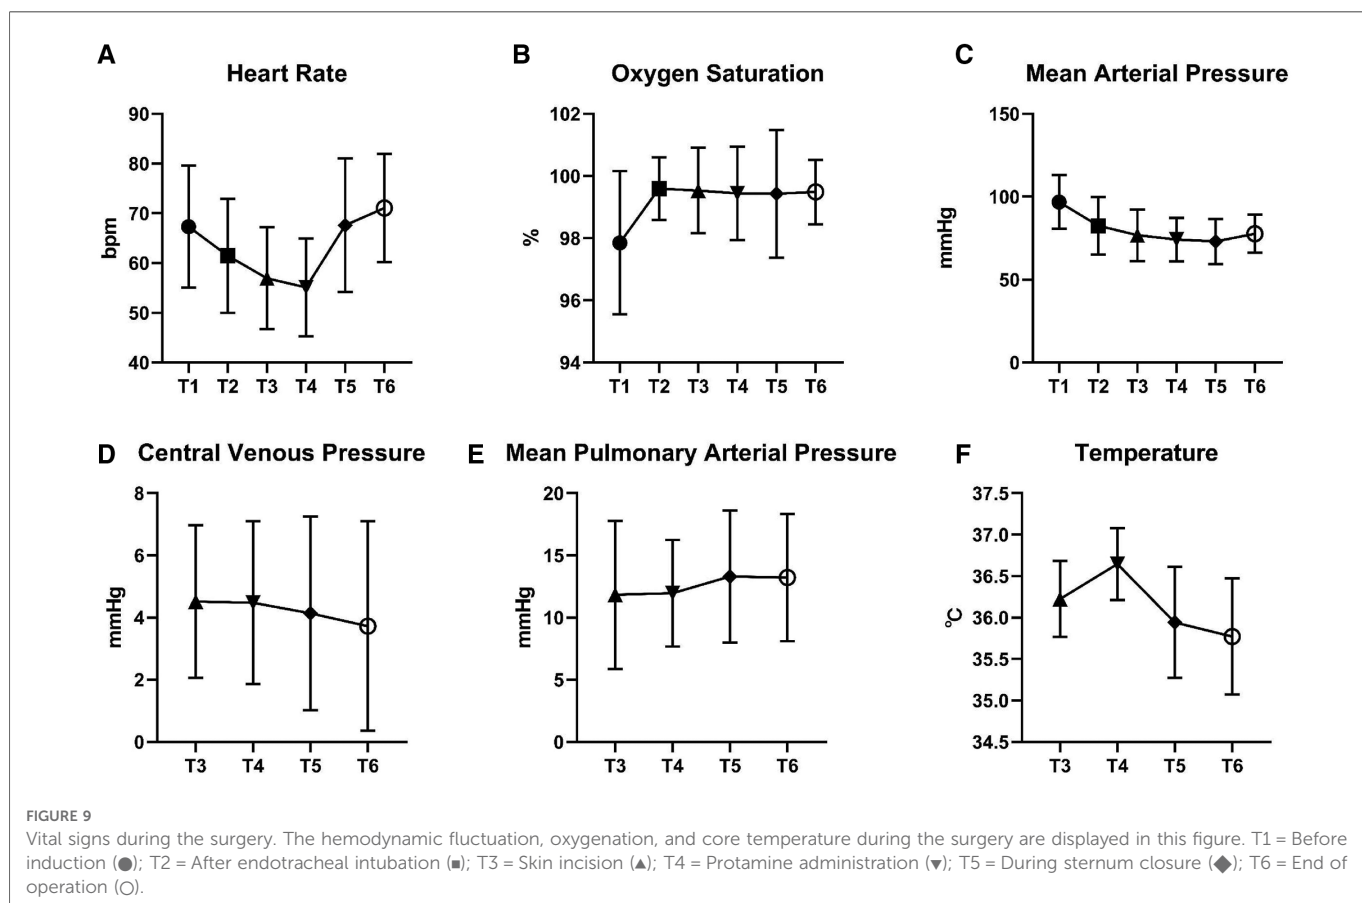 A
Heart Rate
90
80
70
60
50
40
bpm
T1 T2 T3 T4 T5 T6
B
Oxygen Saturation
102
100
98
96
94
%
T1 T2 T3 T4 T5 T6
C
Mean Arterial Pressure
150
100
50
0
mmHg
T1 T2 T3 T4 T5 T6
D
Central Venous Pressure
8
6
4
2
0
mmHg
T3 T4 T5 T6
E
Mean Pulmonary Arterial Pressure
20
15
10
5
0
mmHg
T3 T4 T5 T6
F
Temperature
37.5
37.0
36.5
36.0
35.5
35.0
34.5
°C
T3 T4 T5 T6
FIGURE 9
Vital signs during the surgery. The hemodynamic fluctuation, oxygenation, and core temperature during the surgery are displayed in this figure. T1 = Before
induction (●); T2 = After endotracheal intubation (■); T3 = Skin incision (▲); T4 = Protamine administration (▼); T5 = During sternum closure (◆); T6 = End of
operation (○).